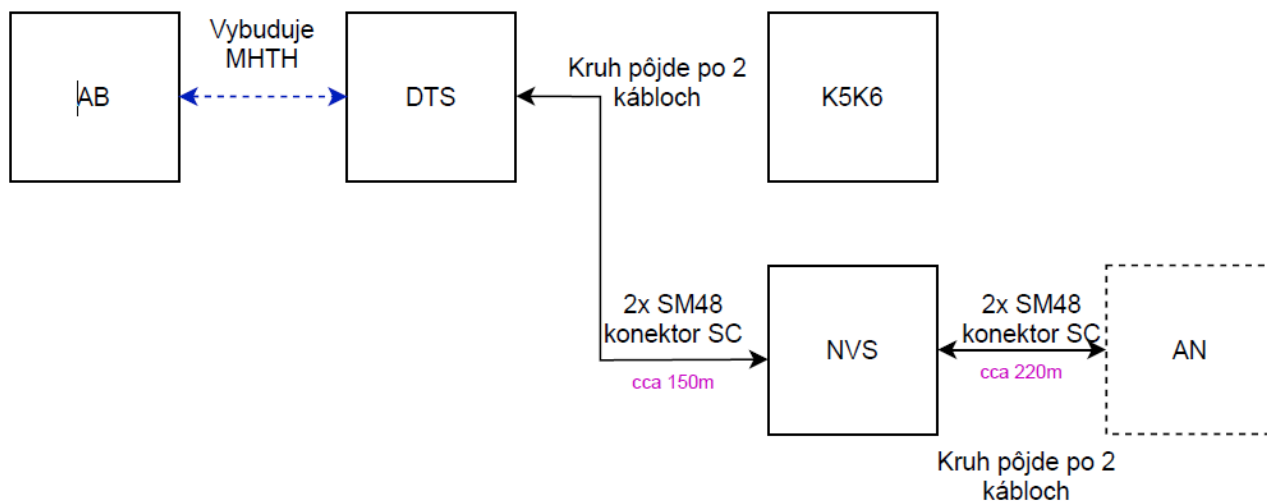 Vybuduje
MHTH
AB
DTS
Kruh pôjde po 2
kábloch
K5K6
2x SM48
konektor SC
cca 150m
NVS
2x SM48
konektor SC
cca 220m
AN
Kruh pôjde po 2
kábloch